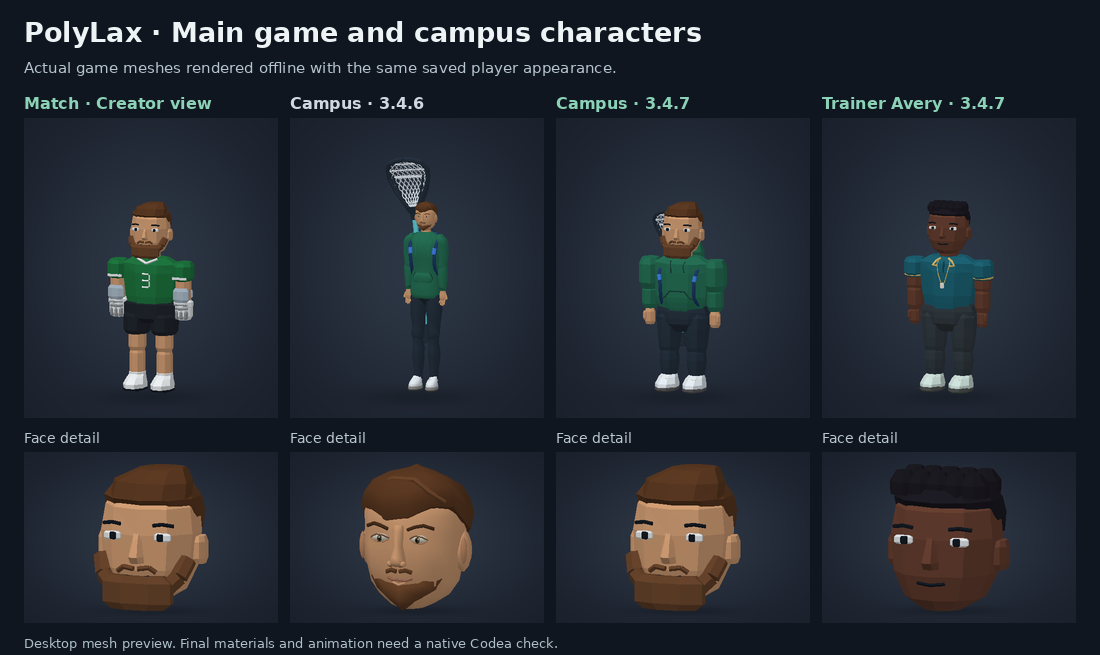 PolyLax · Main game and campus characters
Actual game meshes rendered offline with the same saved player appearance.
Match · Creator view
Campus · 3.4.6
Campus · 3.4.7
Trainer Avery · 3.4.7
3
Face detail
Face detail
Face detail
Face detail
Desktop mesh preview. Final materials and animation need a native Codea check.